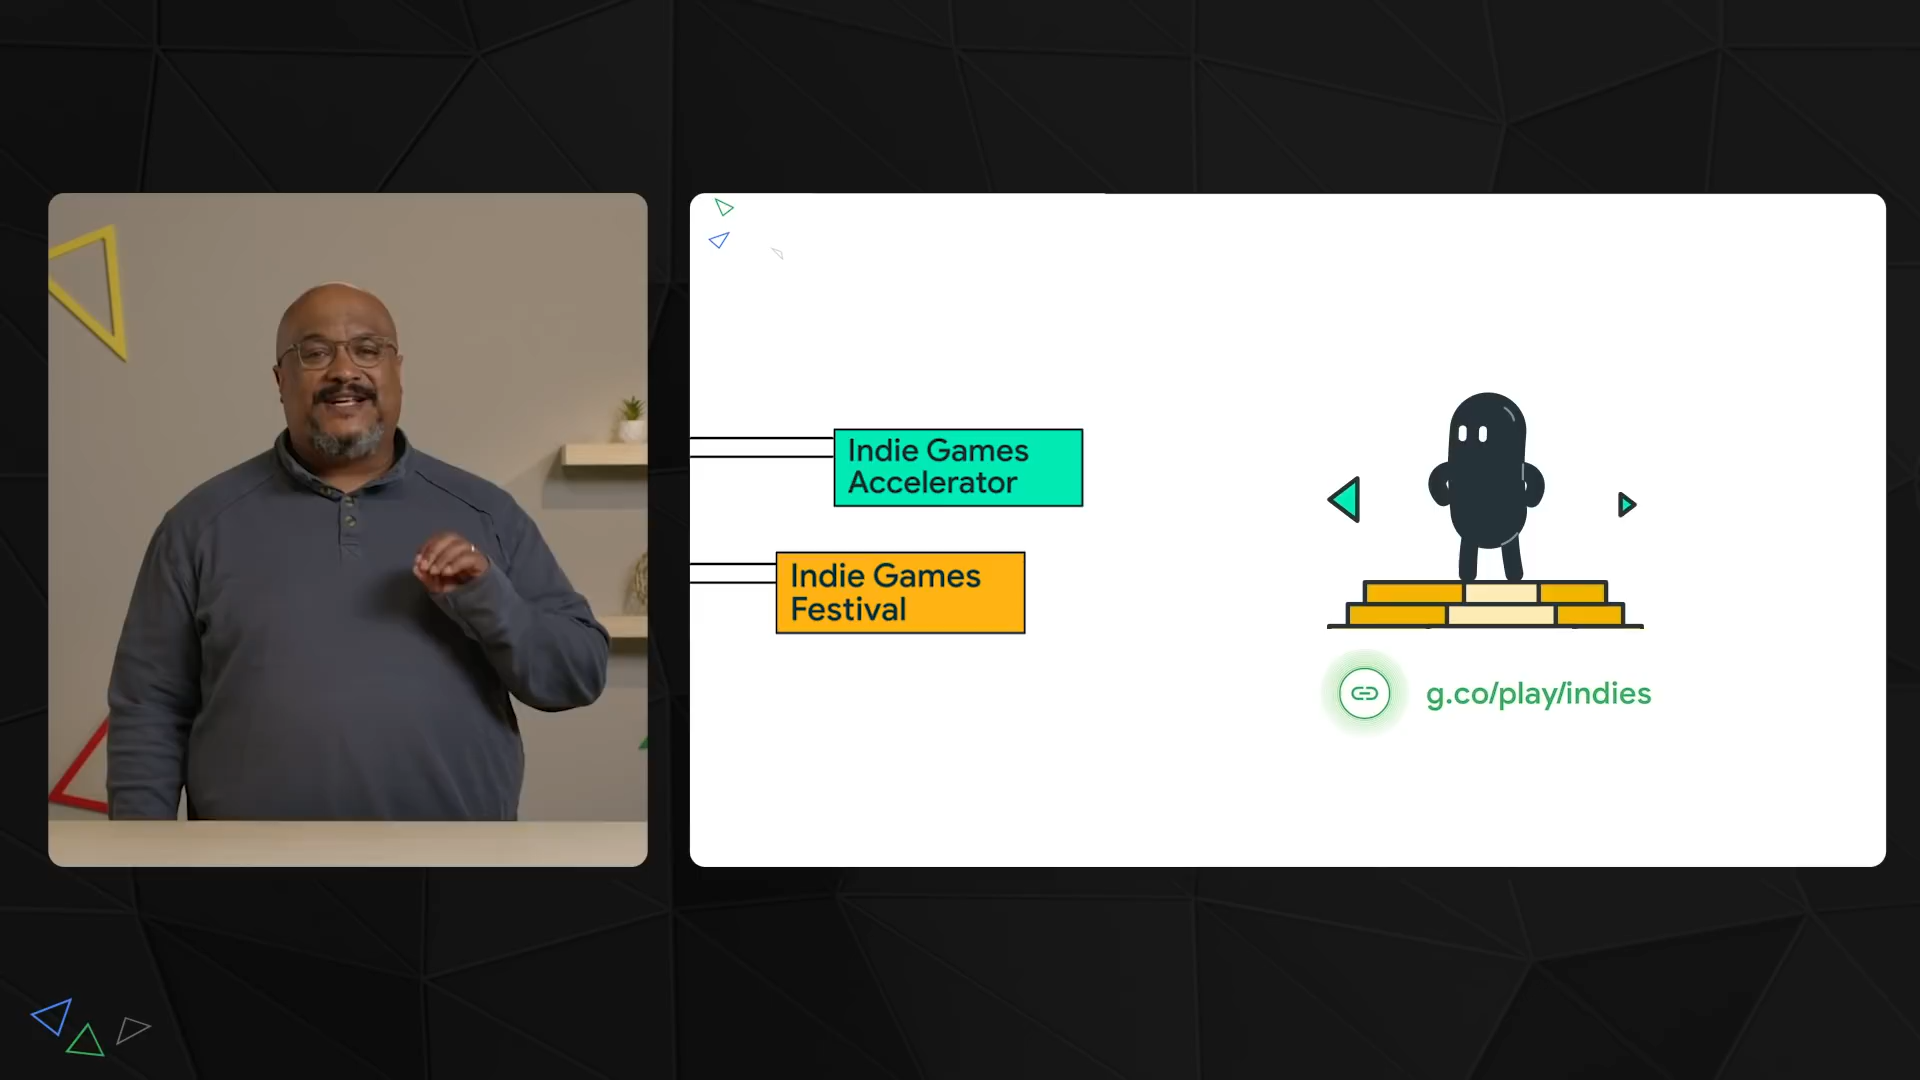 Indie Games
Accelerator
Indie Games
Festival
g.co/play/indies